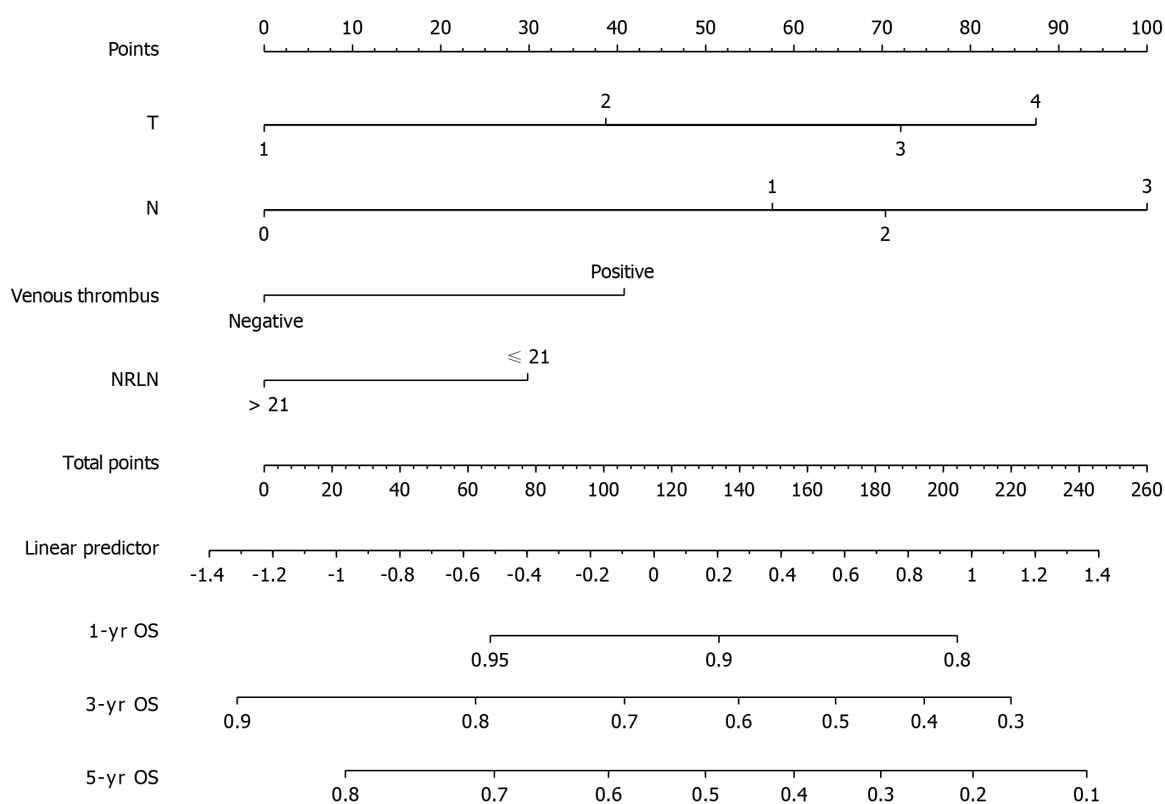 0 10 20 30 40 50 60 70 80 90 100
Points
2 4
T
1 3
1 3
N
0 2
Positive
Venous thrombus
Negative
≤ 21
NRLN
> 21
Total points
0 20 40 60 80 100 120 140 160 180 200 220 240 260
Linear predictor
-1.4 -1.2 -1 -0.8 -0.6 -0.4 -0.2 0 0.2 0.4 0.6 0.8 1 1.2 1.4
1-yr OS
0.95 0.9 0.8
3-yr OS
0.9 0.8 0.7 0.6 0.5 0.4 0.3
5-yr OS
0.8 0.7 0.6 0.5 0.4 0.3 0.2 0.1